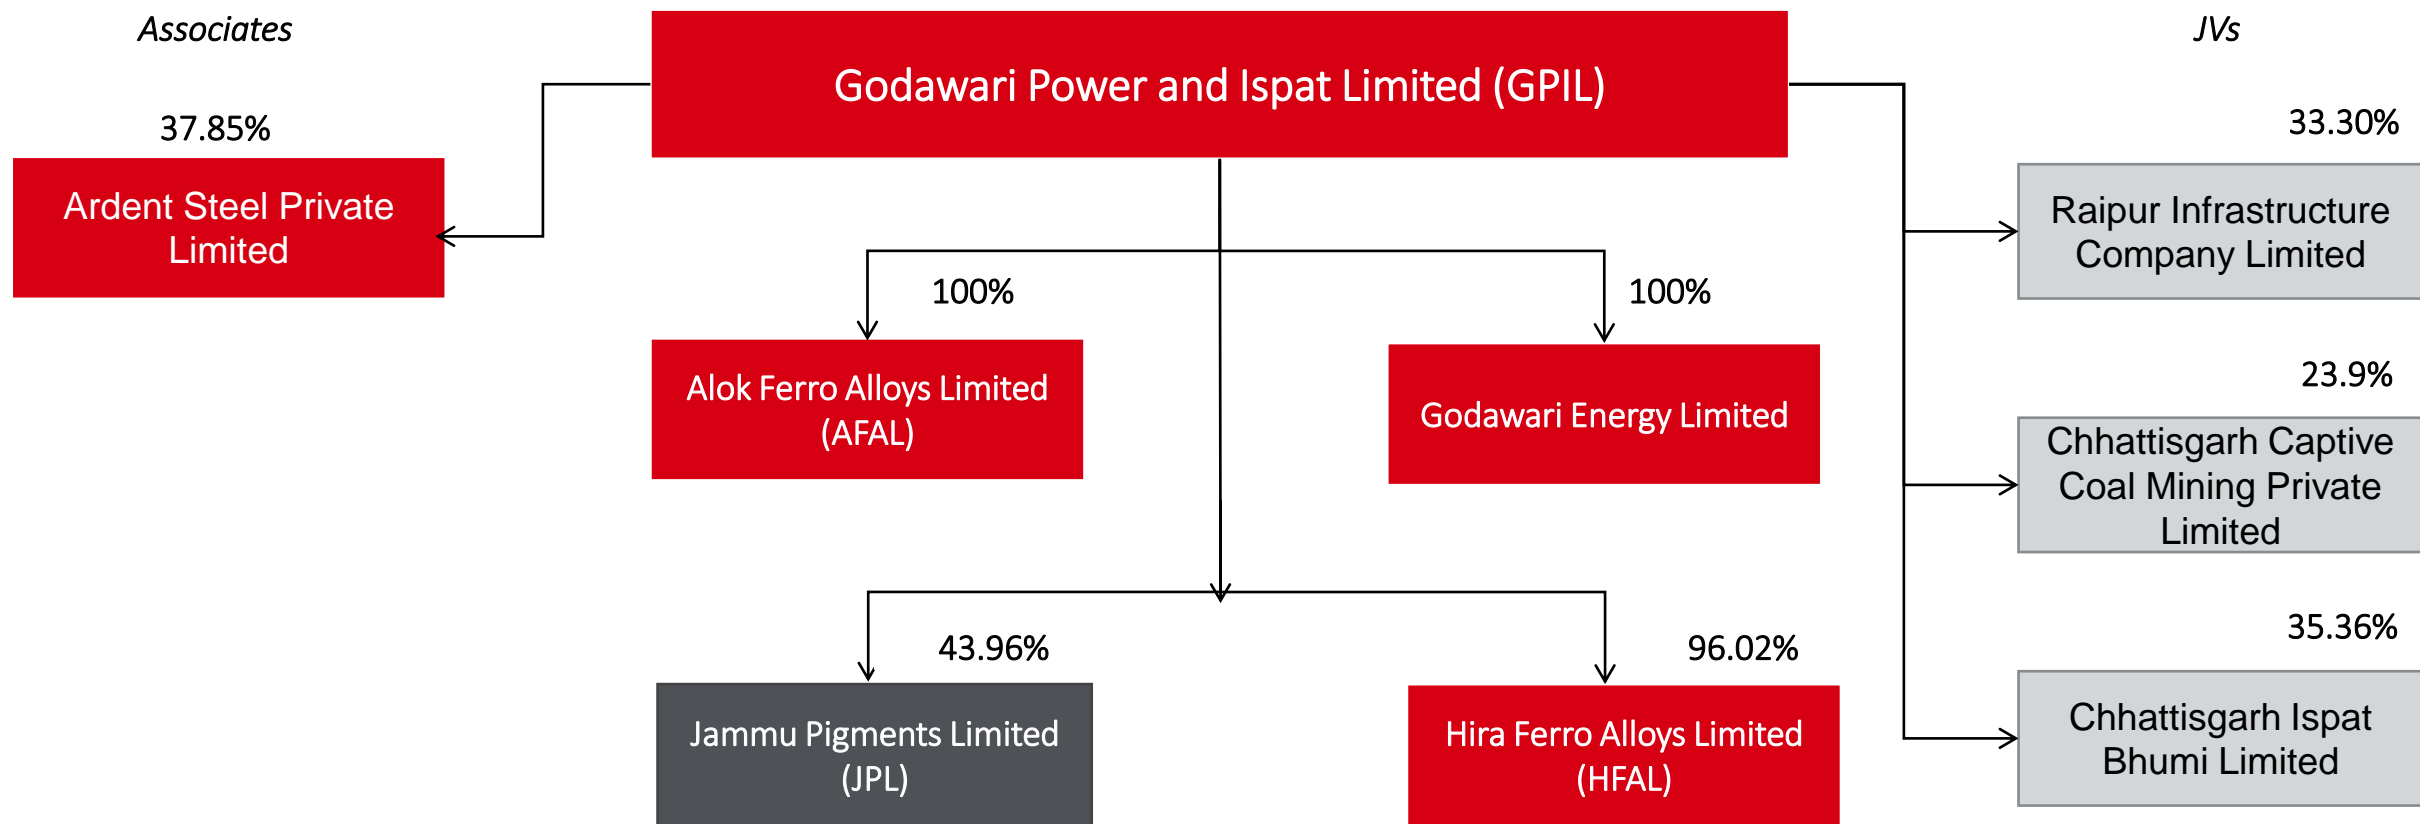 Associates
Godawari Power and Ispat Limited (GPIL)
JVs
37.85%
Ardent Steel Private
Limited
33.30%
Raipur Infrastructure
Company Limited
100%
100%
Alok Ferro Alloys Limited
(AFAL)
Godawari Energy Limited
23.9%
Chhattisgarh Captive
Coal Mining Private
Limited
43.96%
96.02%
35.36%
Jammu Pigments Limited
(JPL)
Hira Ferro Alloys Limited
(HFAL)
Chhattisgarh Ispat
Bhumi Limited